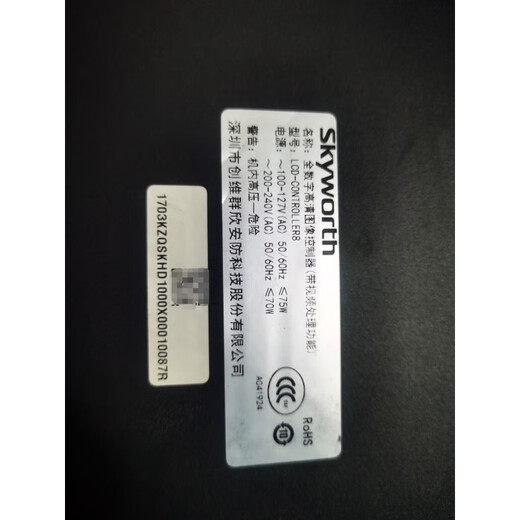 Skyworth
名称：全数字高清图像控制器(带视频处理功能)
型号：LCD-CONTROLLER8
电源：～100-127V(AC) 50/60Hz ≤75W
～200-240V(AC) 50/60Hz ≤70W
警告：机内高压—危险
深圳市创维群欣安防科技股份有限公司
A041924
RoHS
10
1703KZQSKHD1000X00010087R